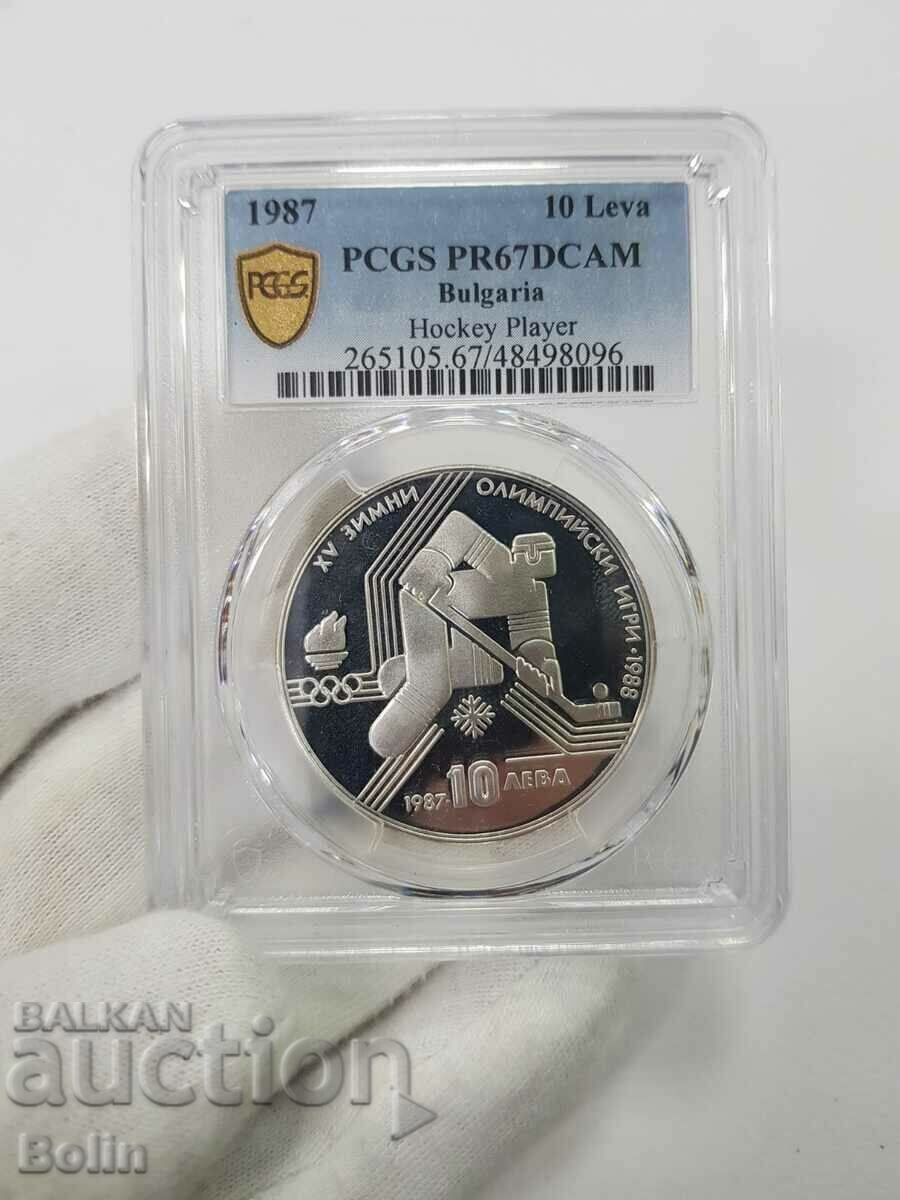 1987 10 Leva
PCGS PR67DCAM
PCGS
Bulgaria
Hockey Player
265105.67/48498096
XV ЗИМНИ ОЛИМПИЙСКИ ИГРИ·1988
1987·10 ЛЕВА
BALKAN
auction
Bolin